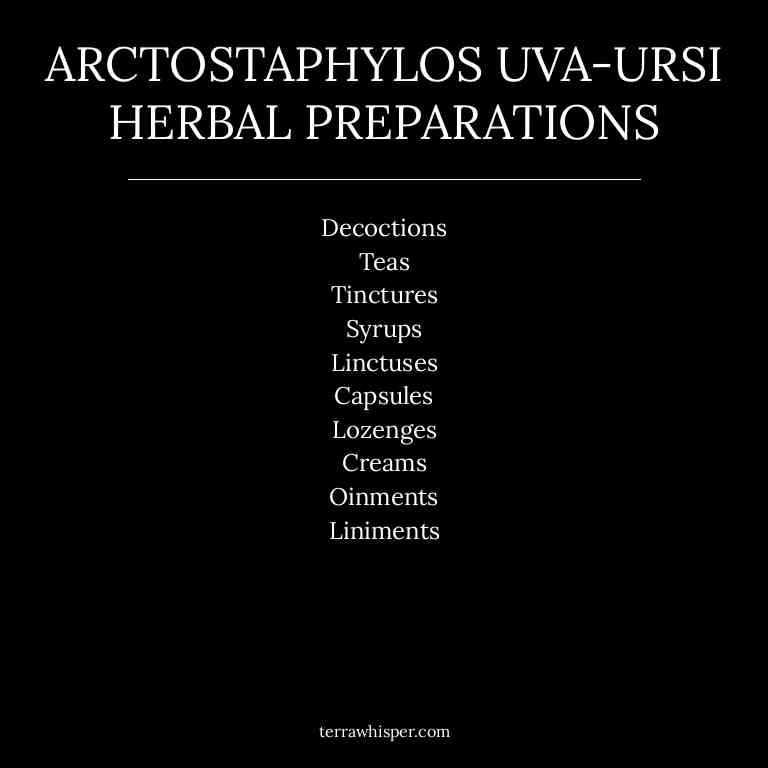 ARCTOSTAPHYLOS UVA-URSI
HERBAL PREPARATIONS
Decoctions
Teas
Tinctures
Syrups
Linctuses
Capsules
Lozenges
Creams
Oinments
Liniments
terrawhisper.com